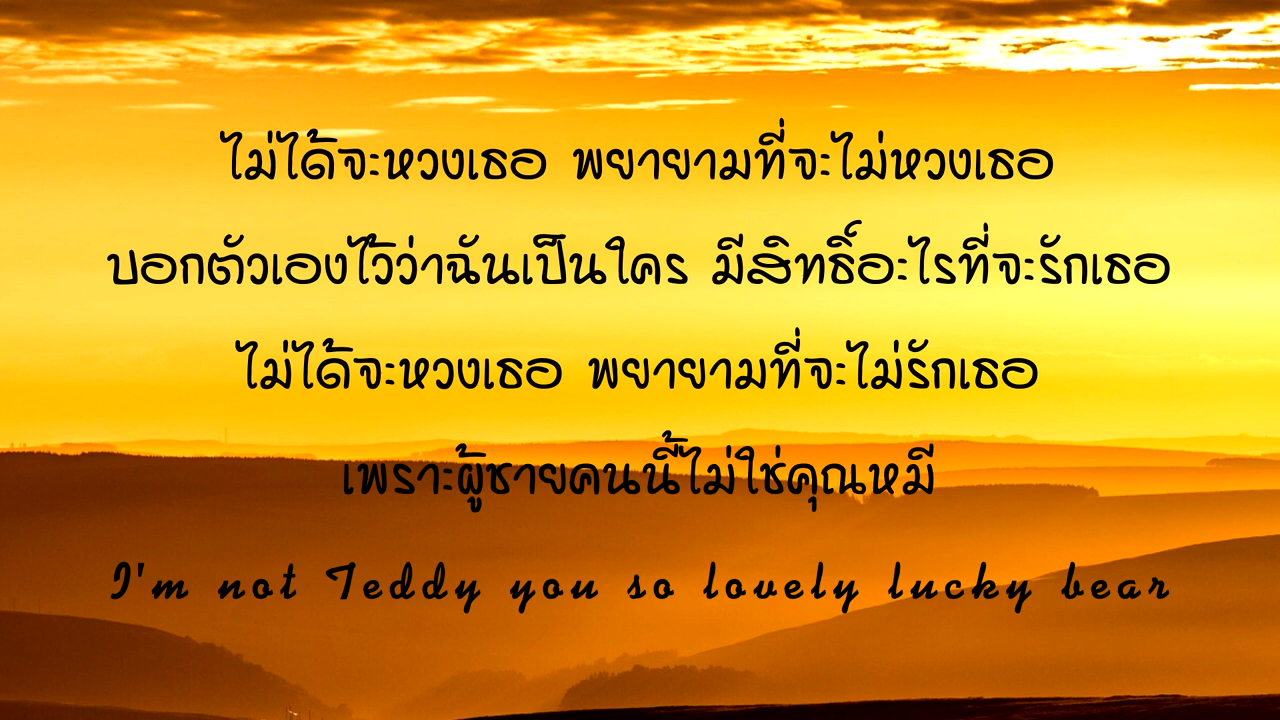 ไม่ได้จะหวงเธอ พยายามที่จะไม่หวงเธอ
บอกตัวเองไว้ว่าฉันเป็นใคร มีสิทธิ์อะไรที่จะรักเธอ
ไม่ได้จะหวงเธอ พยายามที่จะไม่รักเธอ
เพราะผู้ชายคนนี้ไม่ใช่คุณหมี
I'm not Teddy you so lovely lucky bear